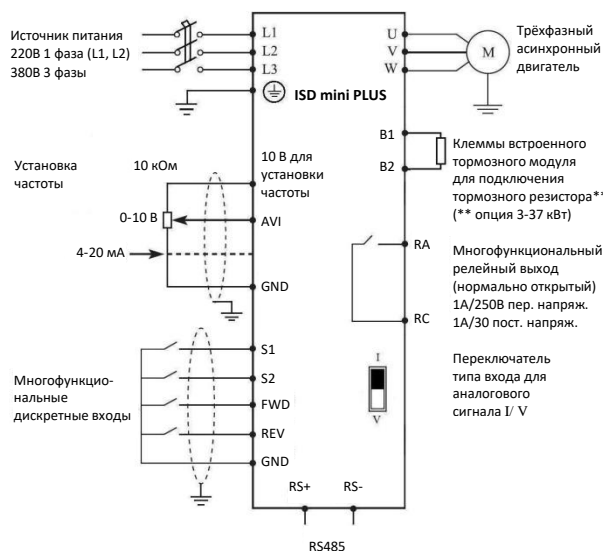 Источник питания
220В 1 фаза (L1, L2)
380В 3 фазы
L1
L2
L3
ISD mini PLUS
U
V
W
M
Трёхфазный
асинхронный
двигатель
B1
B2
Клеммы встроенного
тормозного модуля
для подключения
тормозного резистора**
(** опция 3-37 кВт)
Установка
частоты
10 кОм
0-10 В
4-20 мА
10 В для
установки
частоты
AVI
GND
RA
RC
Многофункциональный
релейный выход
(нормально открытый)
1А/250В пер. напряж.
1А/30 пост. напряж.
Многофункцио-
нальные
дискретные входы
S1
S2
FWD
REV
GND
I
V
Переключатель
типа входа для
аналогового
сигнала I/ V
RS+ RS-
RS485